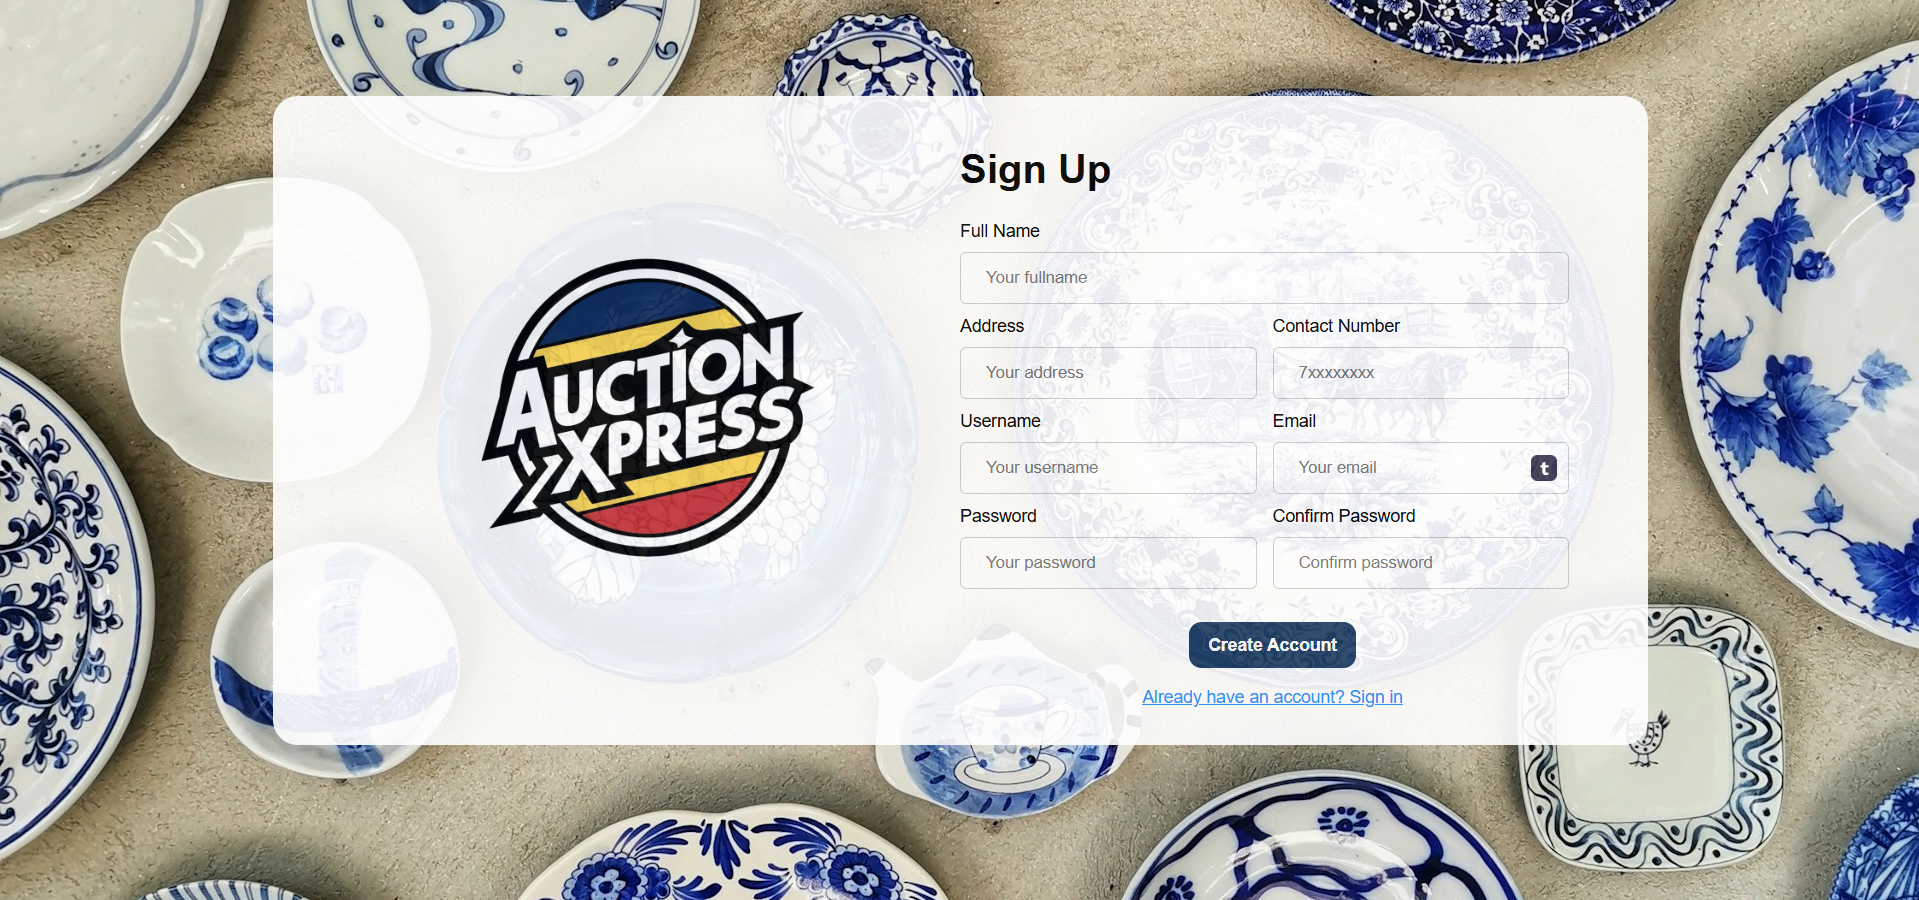 Sign Up
Full Name
Your fullname
Address
Contact Number
Your address
7xxxxxxxx
Username
Email
Your username
Your email
t
Password
Confirm Password
Your password
Confirm password
Create Account
Already have an account? Sign in
AUCTION
XPRESS